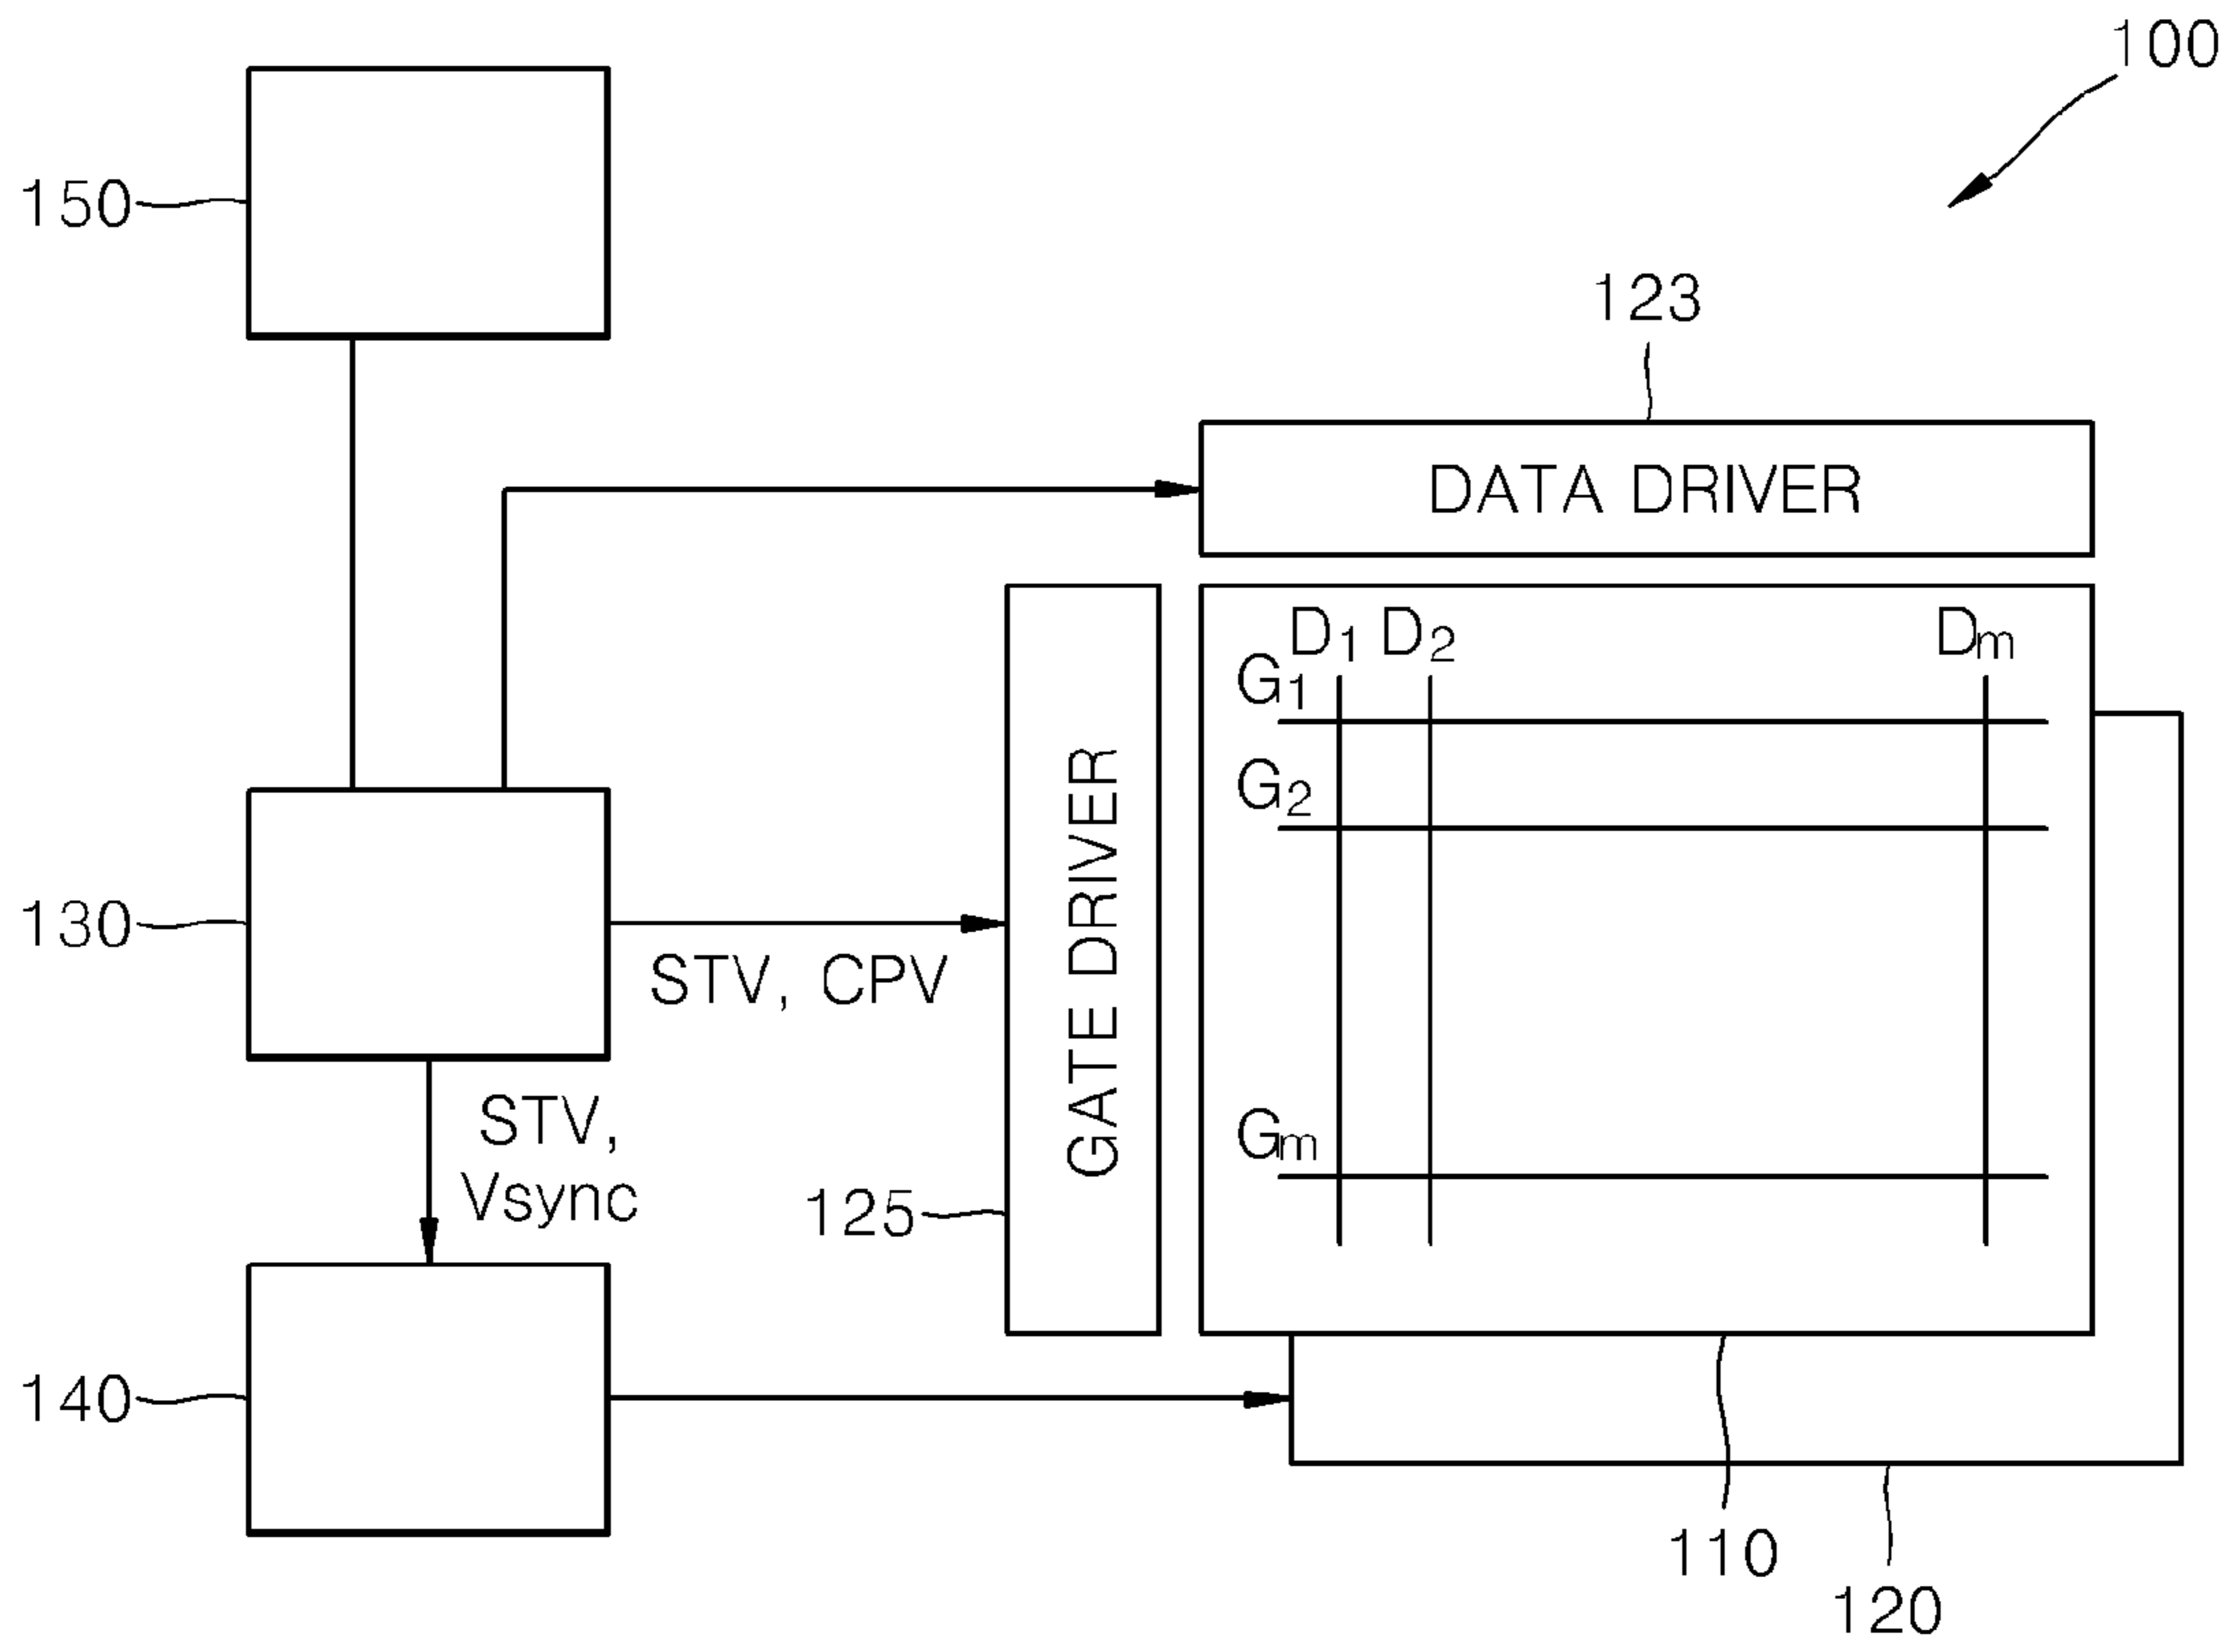 100
150
123
DATA DRIVER
D1 D2 Dm
G1
G2
GATE DRIVER
130
STV, CPV
STV,
Vsync
Gm
125
140
110
120